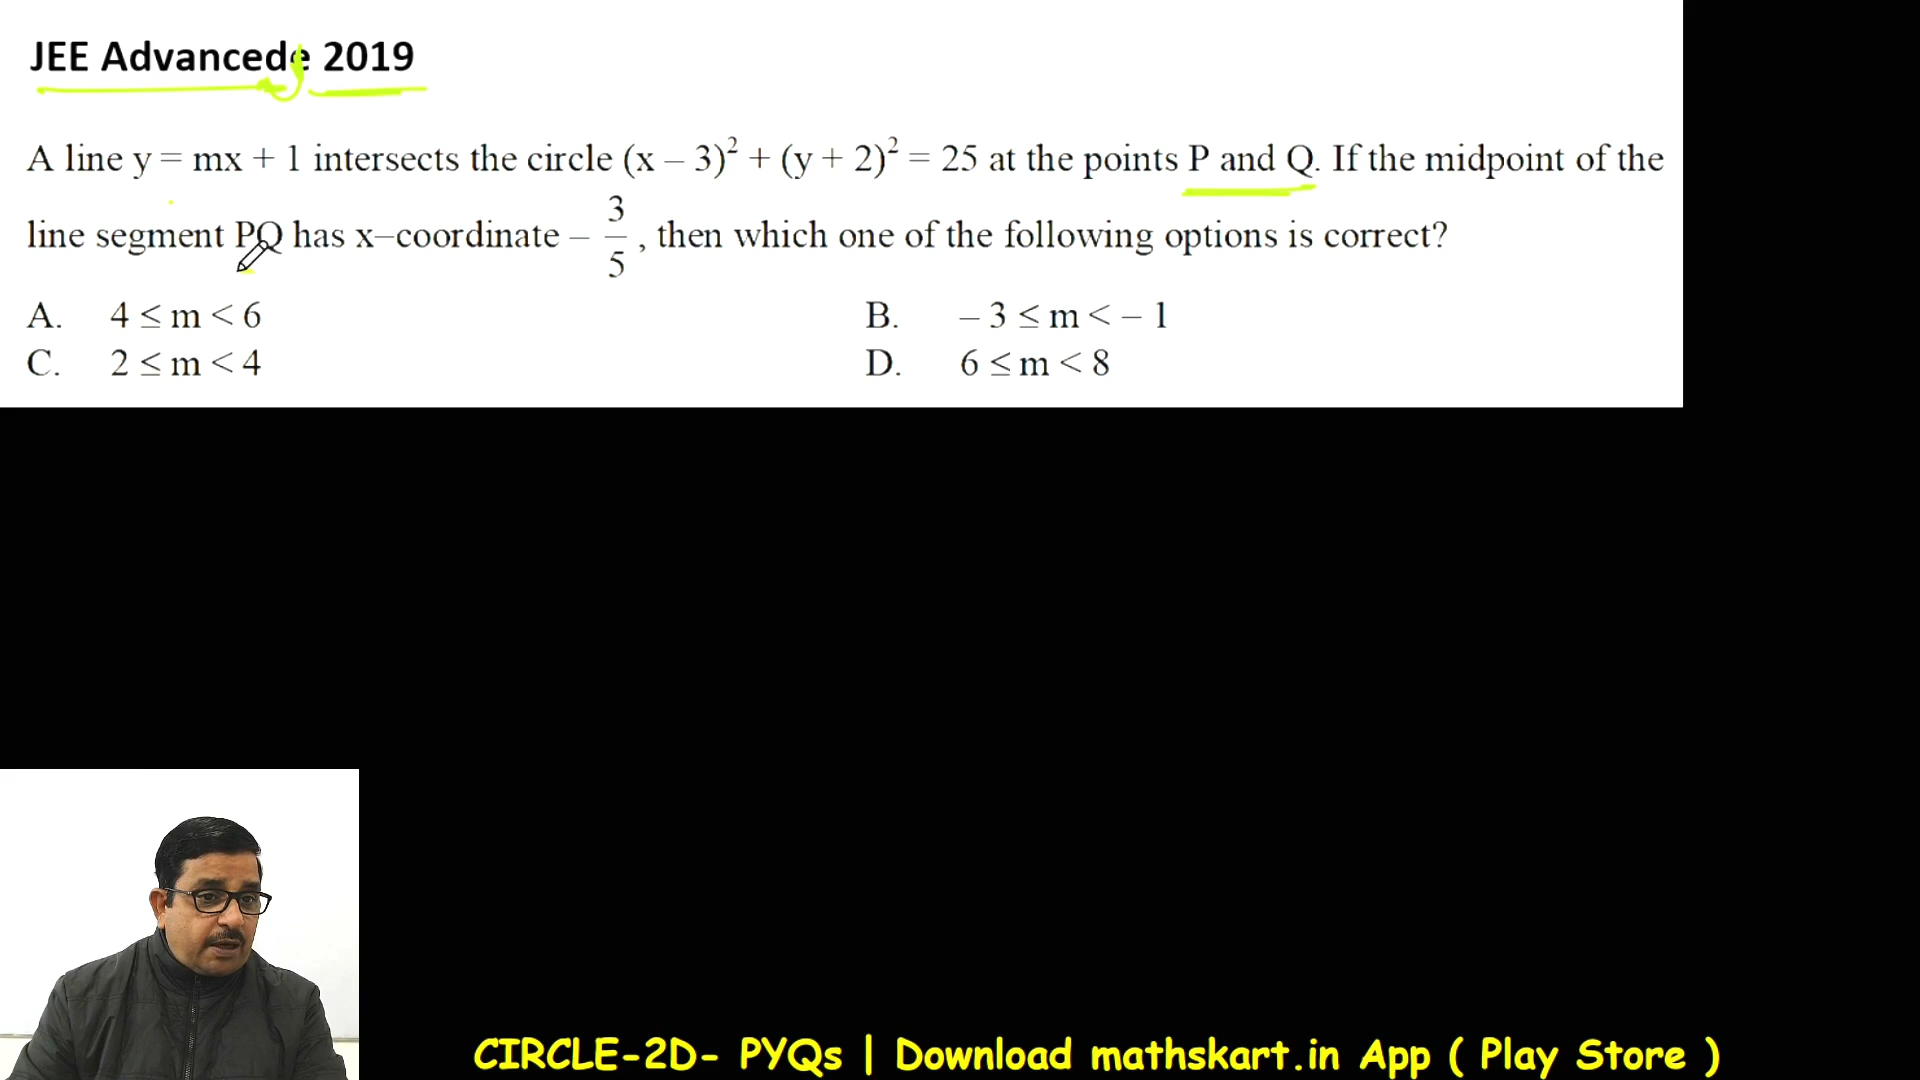 JEE Advancede 2019
A line y = mx + 1 intersects the circle (x – 3)² + (y + 2)² = 25 at the points P and Q. If the midpoint of the
line segment PQ has x–coordinate – 3/5, then which one of the following options is correct?
A. 4 ≤ m < 6 B. – 3 ≤ m < – 1
C. 2 ≤ m < 4 D. 6 ≤ m < 8
CIRCLE-2D- PYQs | Download mathskart.in App ( Play Store )